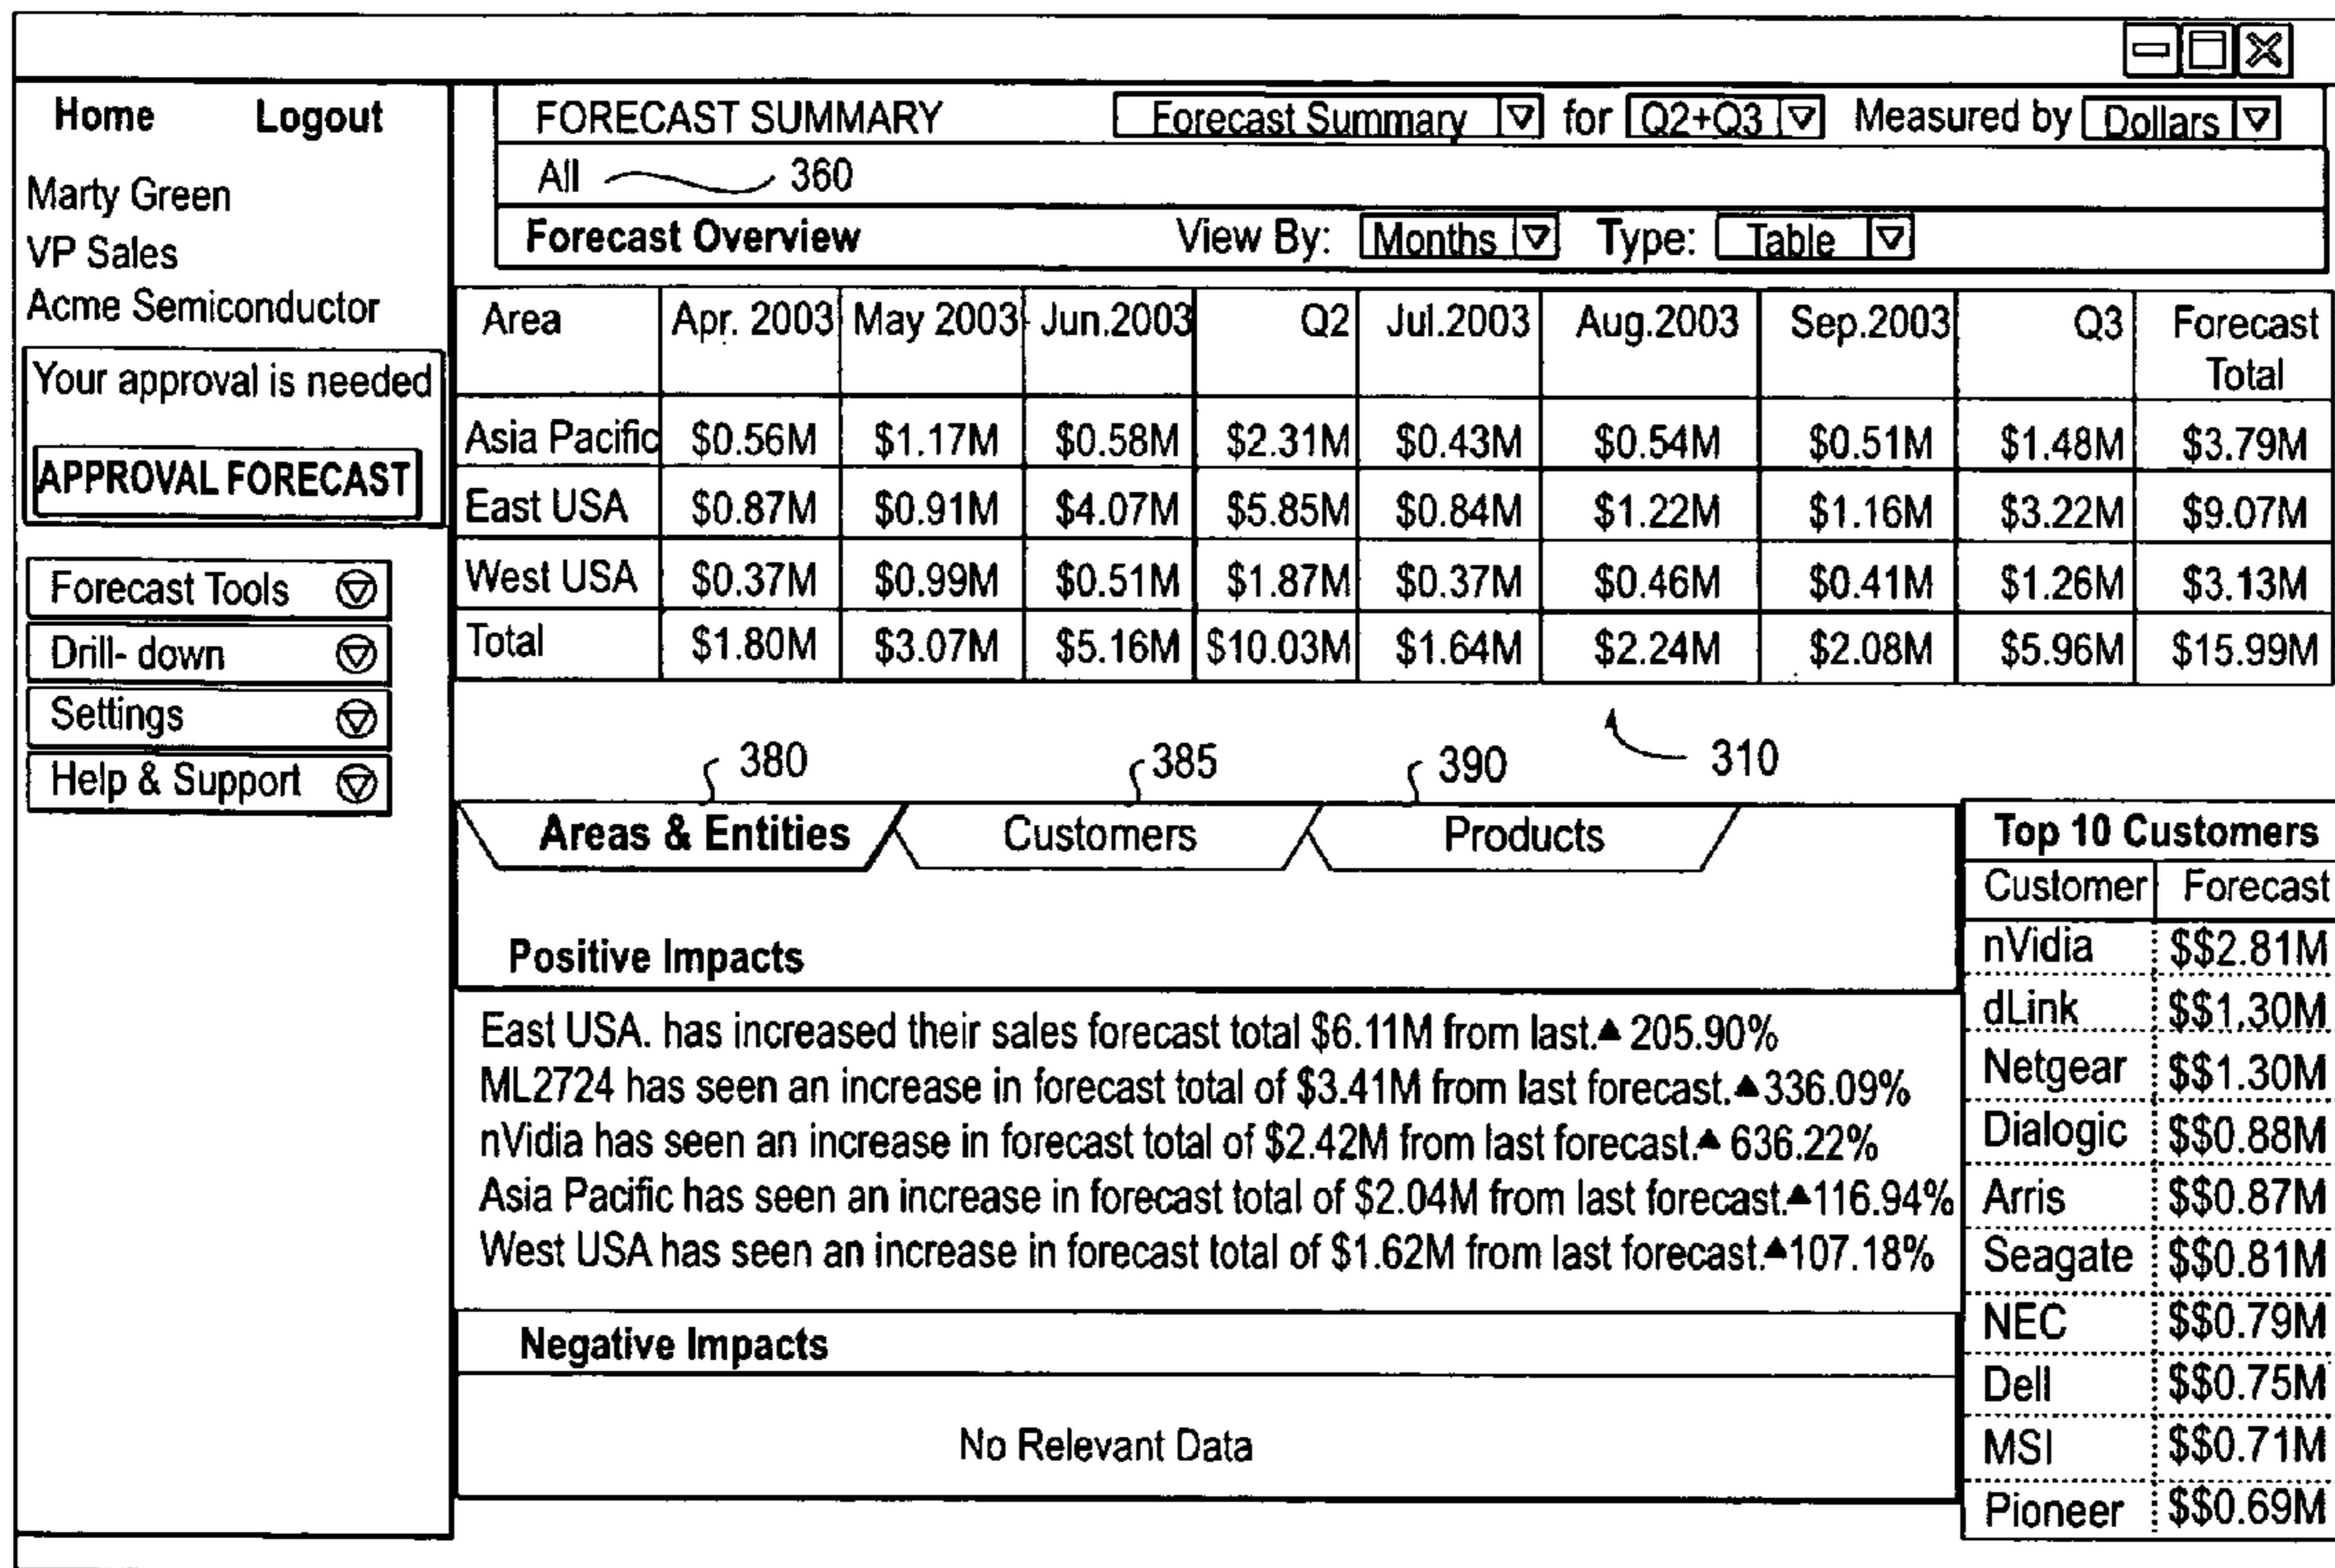 Home Logout
Marty Green
VP Sales
Acme Semiconductor
Your approval is needed
APPROVAL FORECAST
Forecast Tools
Drill- down
Settings
Help & Support
FORECAST SUMMARY Forecast Summary for Q2+Q3 Measured by Dollars
All 360
Forecast Overview View By: Months Type: Table
Area Apr. 2003 May 2003 Jun.2003 Q2 Jul.2003 Aug.2003 Sep.2003 Q3 Forecast
Total
Asia Pacific $0.56M $1.17M $0.58M $2.31M $0.43M $0.54M $0.51M $1.48M $3.79M
East USA $0.87M $0.91M $4.07M $5.85M $0.84M $1.22M $1.16M $3.22M $9.07M
West USA $0.37M $0.99M $0.51M $1.87M $0.37M $0.46M $0.41M $1.26M $3.13M
Total $1.80M $3.07M $5.16M $10.03M $1.64M $2.24M $2.08M $5.96M $15.99M
380 385 390 310
Areas & Entities Customers Products
Positive Impacts
East USA. has increased their sales forecast total $6.11M from last.▲ 205.90%
ML2724 has seen an increase in forecast total of $3.41M from last forecast.▲336.09%
nVidia has seen an increase in forecast total of $2.42M from last forecast.▲ 636.22%
Asia Pacific has seen an increase in forecast total of $2.04M from last forecast.▲116.94%
West USA has seen an increase in forecast total of $1.62M from last forecast.▲107.18%
Negative Impacts
No Relevant Data
Top 10 Customers
Customer Forecast
nVidia $$2.81M
dLink $$1.30M
Netgear $$1.30M
Dialogic $$0.88M
Arris $$0.87M
Seagate $$0.81M
NEC $$0.79M
Dell $$0.75M
MSI $$0.71M
Pioneer $$0.69M